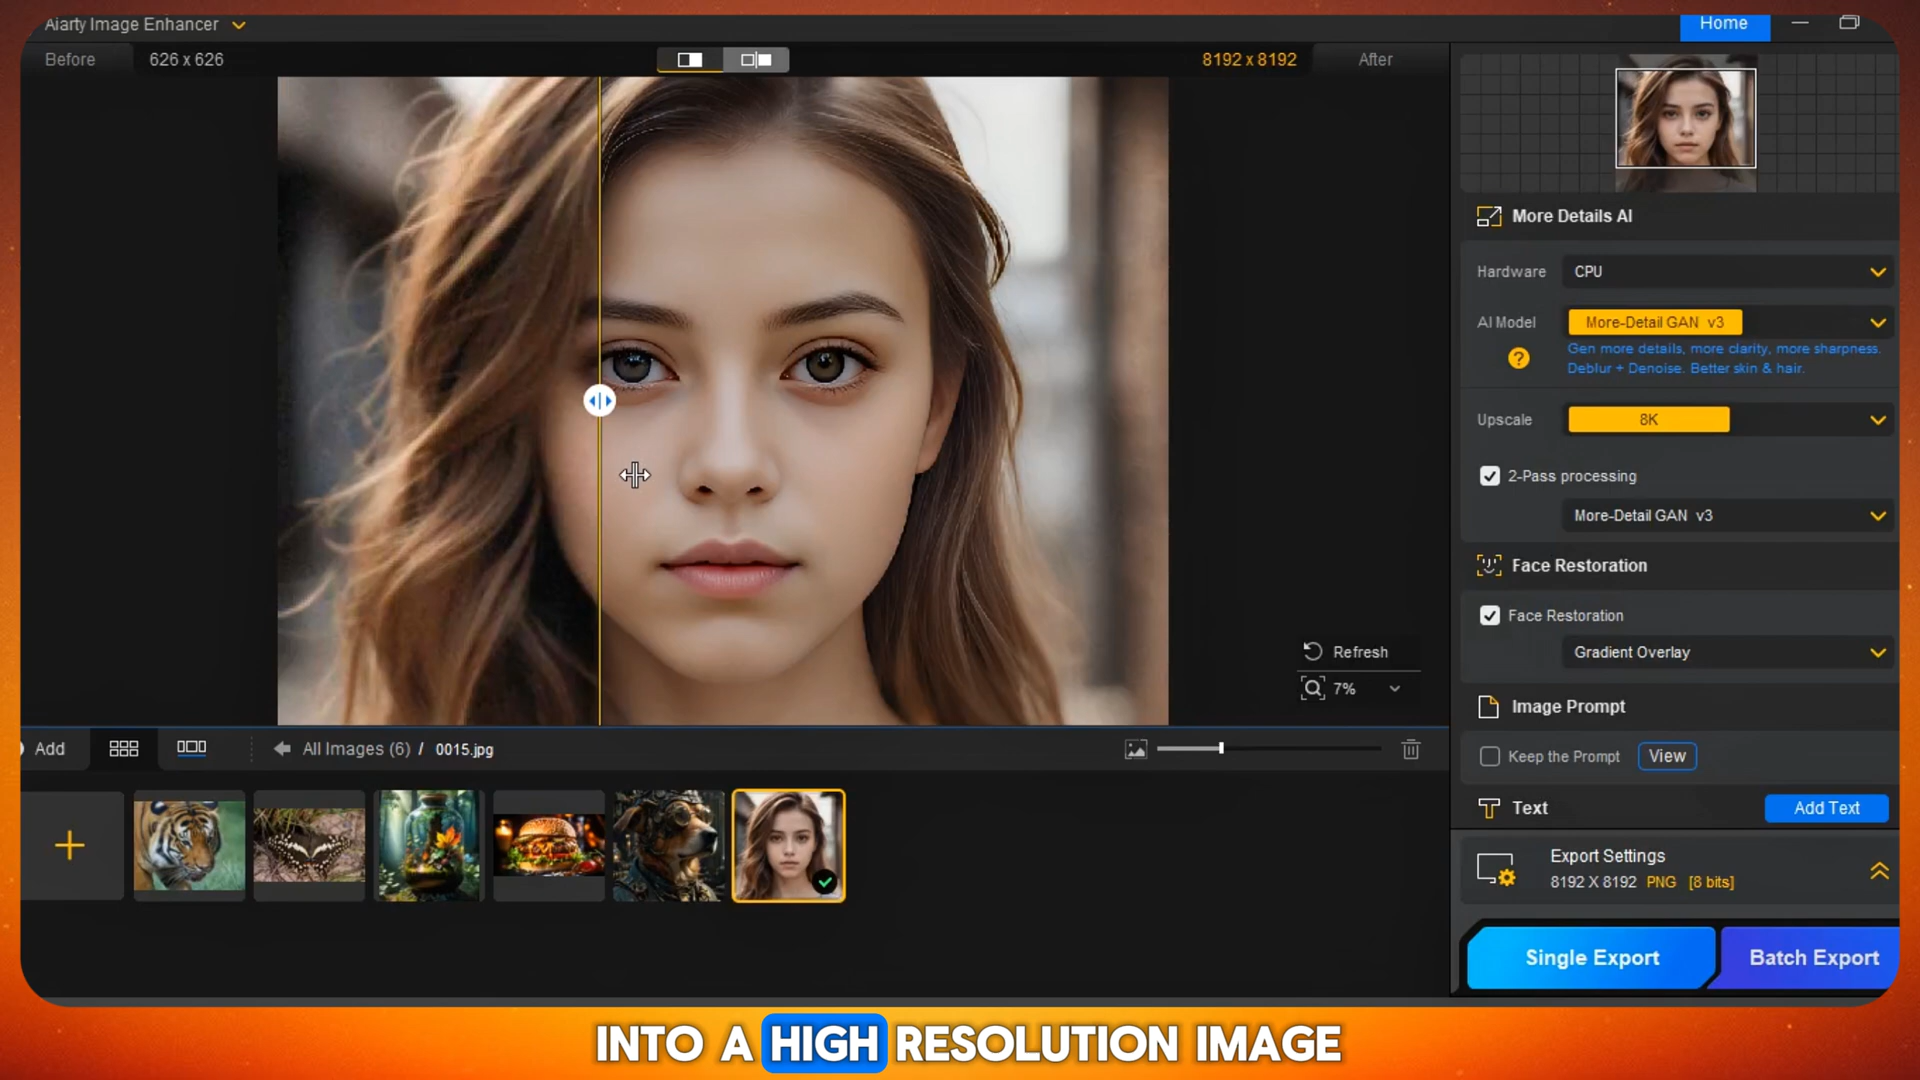 Aiarty Image Enhancer
Home
Before
626 x 626
8192 x 8192
After
More Details AI
Hardware
CPU
AI Model
More-Detail GAN v3
Gen more details, more clarity, more sharpness.
Deblur + Denoise. Better skin & hair.
Upscale
8K
2-Pass processing
More-Detail GAN v3
Face Restoration
Face Restoration
Gradient Overlay
Refresh
7%
Image Prompt
Keep the Prompt
View
Text
Add Text
Add
All Images (6) / 0015.jpg
Export Settings
8192 X 8192 PNG [8 bits]
Single Export
Batch Export
INTO A HIGH RESOLUTION IMAGE